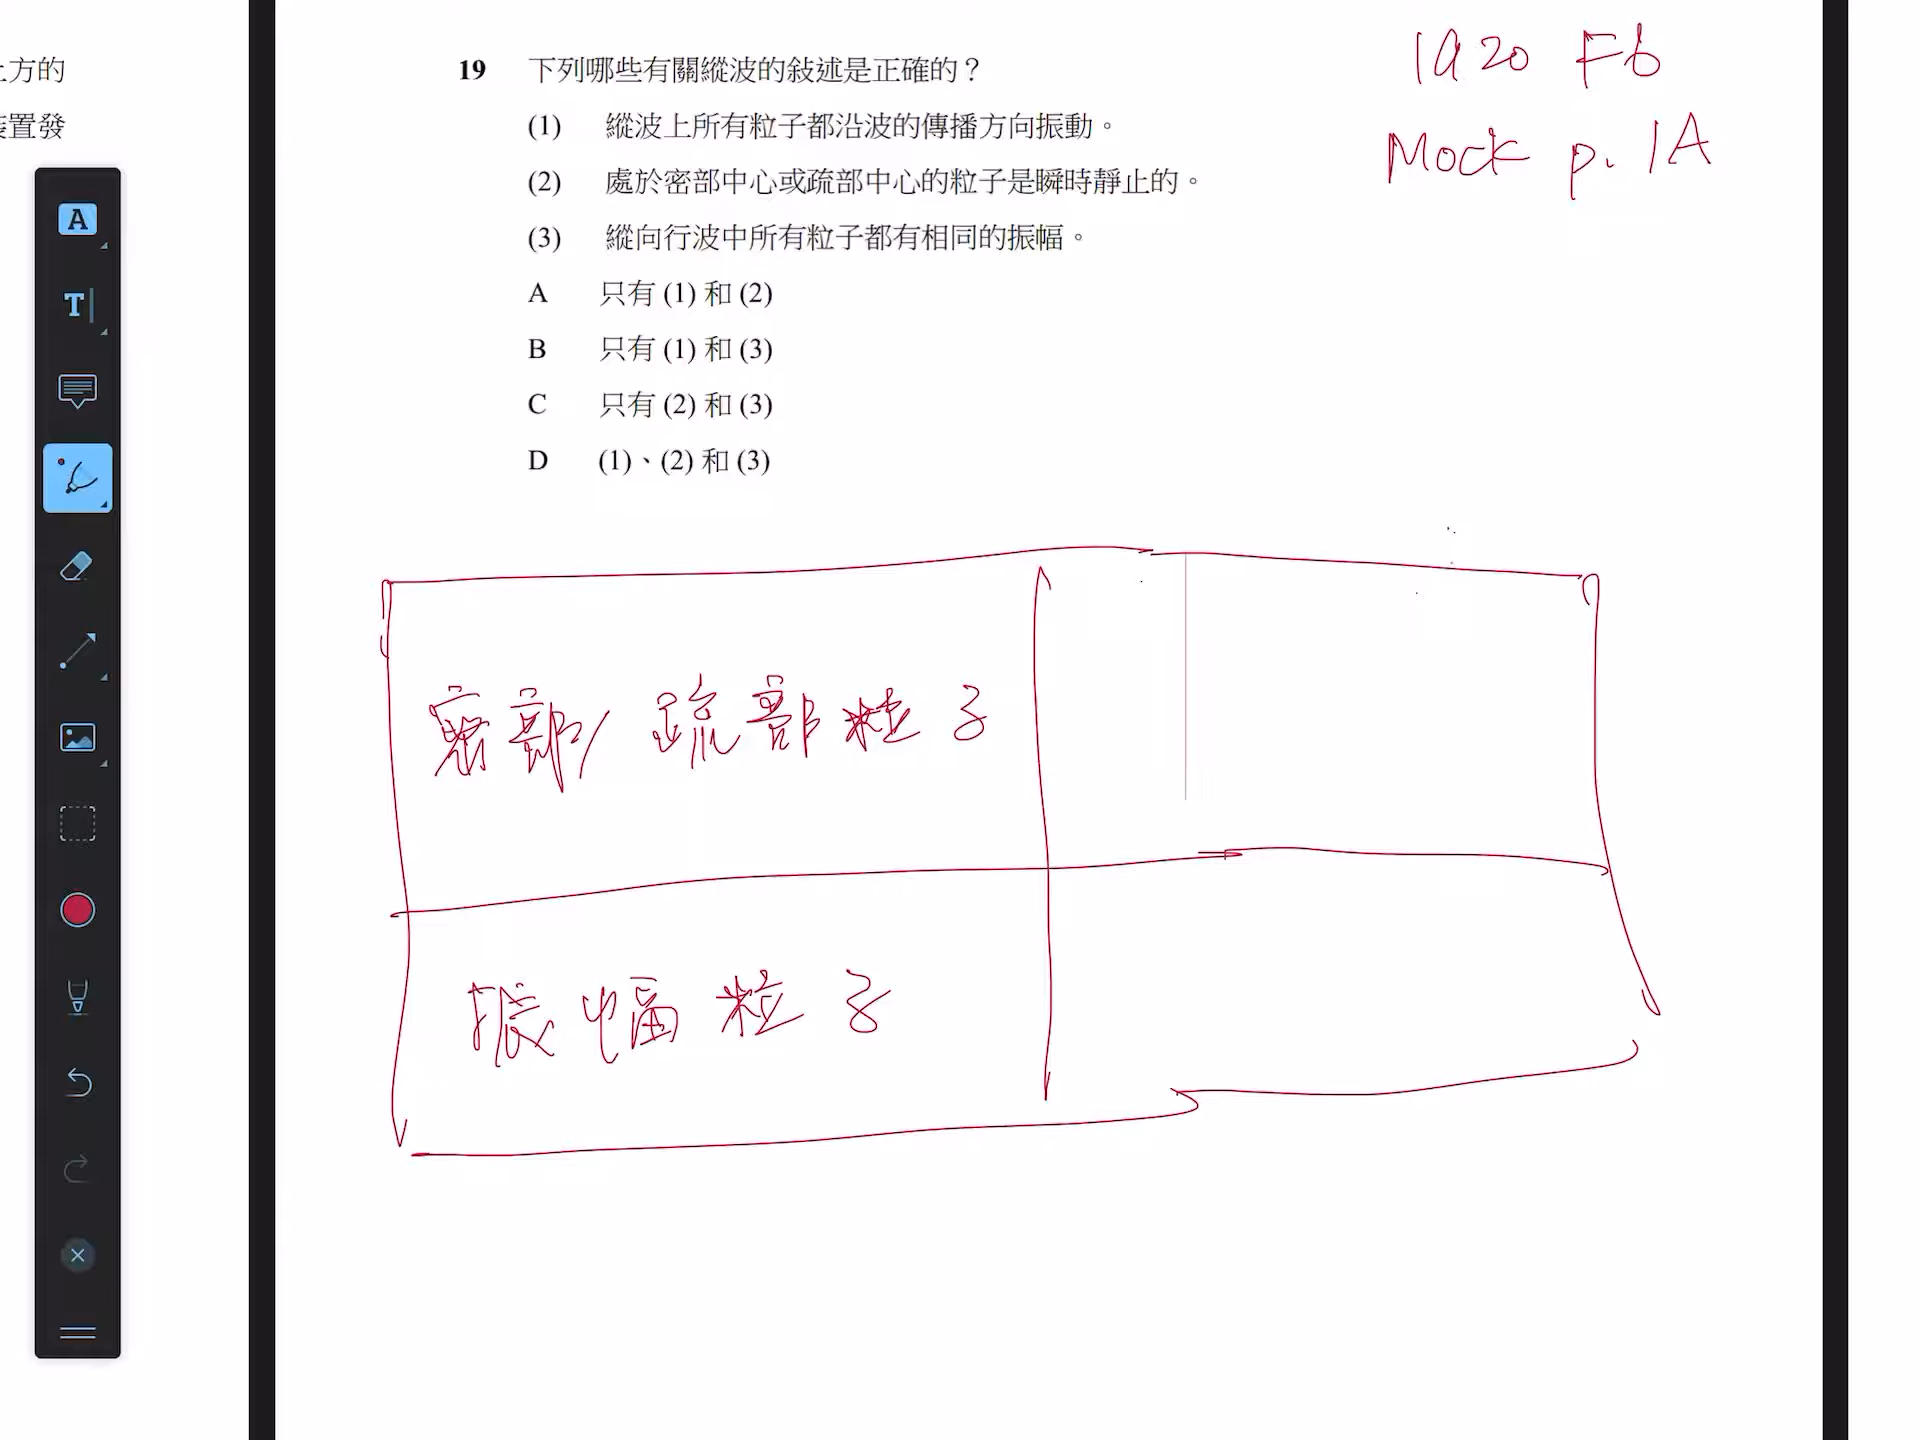 上方的
裝置發
1920 F6
Mock p. 1A
19 下列哪些有關縱波的敍述是正確的？
(1) 縱波上所有粒子都沿波的傳播方向振動。
(2) 處於密部中心或疏部中心的粒子是瞬時靜止的。
(3) 縱向行波中所有粒子都有相同的振幅。
A 只有 (1) 和 (2)
B 只有 (1) 和 (3)
C 只有 (2) 和 (3)
D (1)、(2) 和 (3)
密部/疏部粒子
振幅粒子